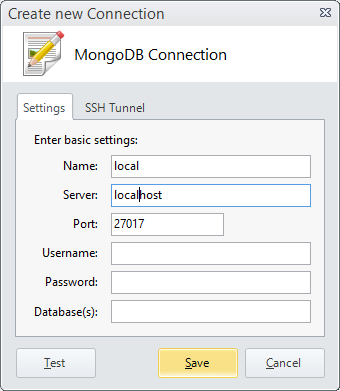 Create new Connection
MongoDB Connection
Settings SSH Tunnel
Enter basic settings:
Name: local
Server: localhost
Port: 27017
Username:
Password:
Database(s):
Test Save Cancel